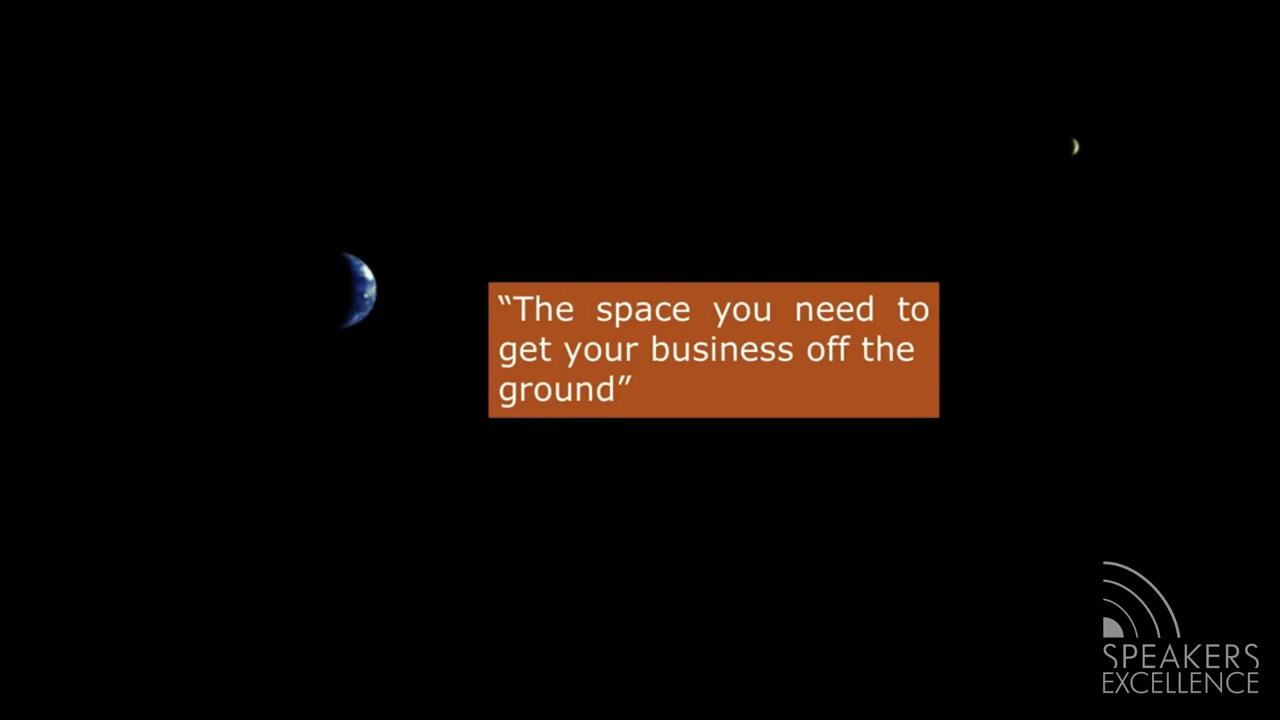 “The space you need to
get your business off the
ground”
SPEAKERS
EXCELLENCE